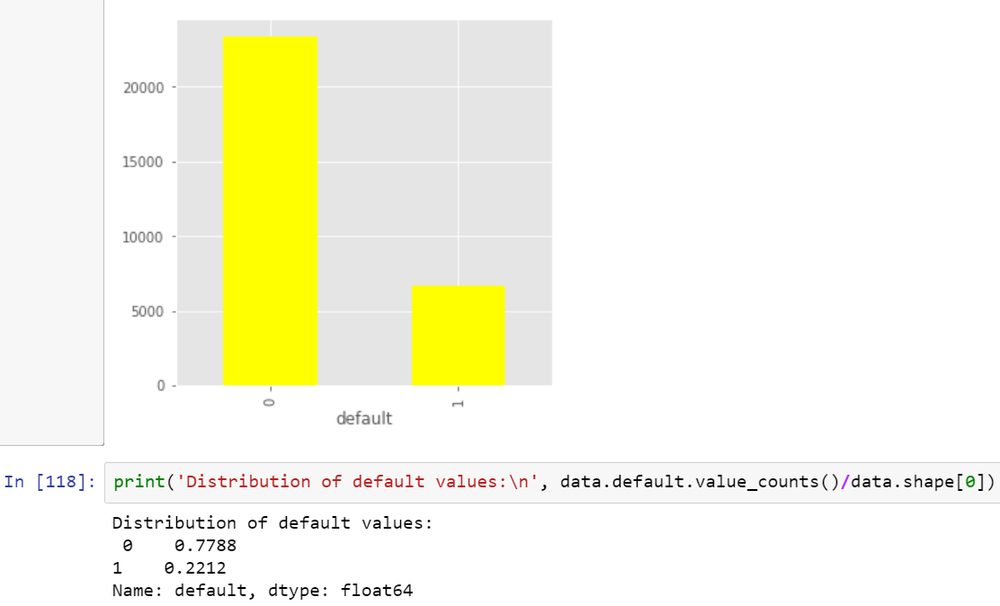 20000
15000
10000
5000
0
0 1
default
In [118]: print('Distribution of default values:\n', data.default.value_counts()/data.shape[0])
Distribution of default values:
 0    0.7788
1    0.2212
Name: default, dtype: float64